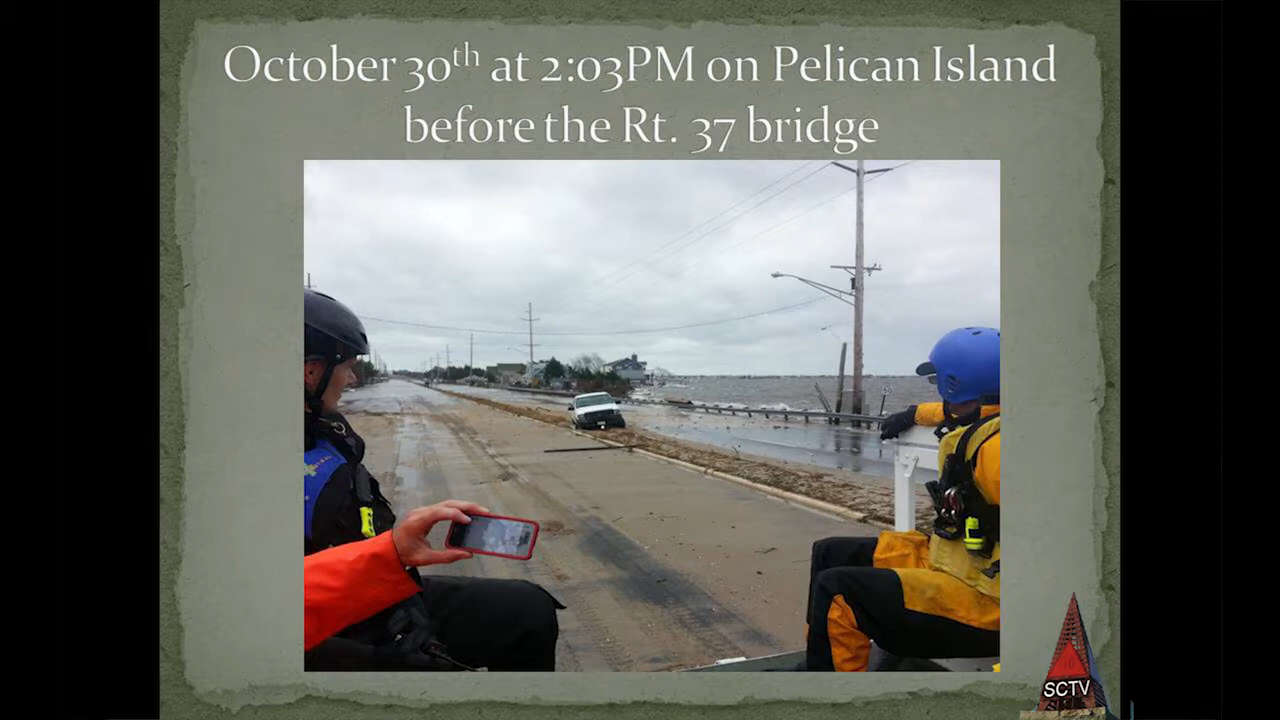 October 30th at 2:03PM on Pelican Island
before the Rt. 37 bridge
SCTV